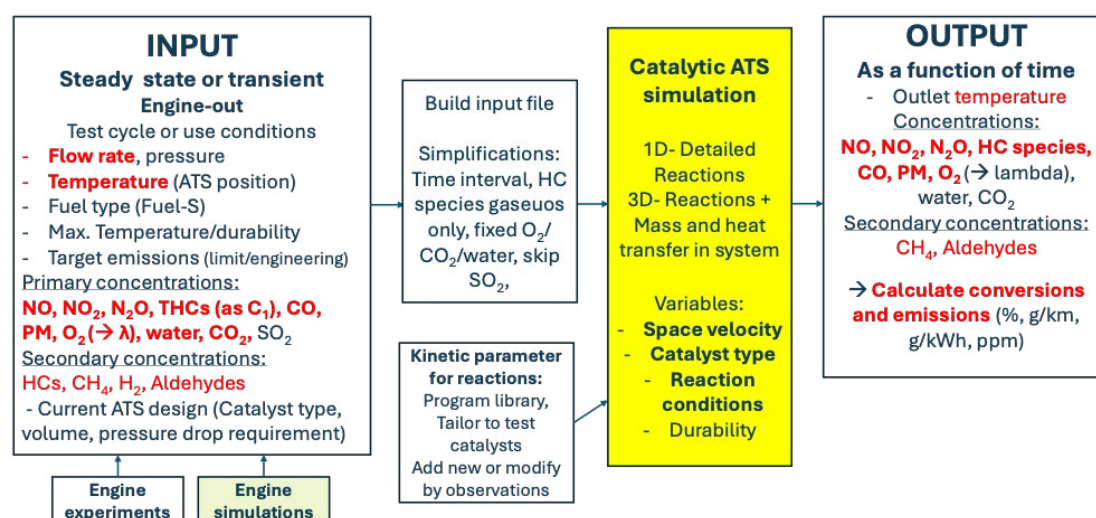 INPUT
Steady state or transient
Engine-out
Test cycle or use conditions
- Flow rate, pressure
- Temperature (ATS position)
- Fuel type (Fuel-S)
- Max. Temperature/durability
- Target emissions (limit/engineering)
Primary concentrations:
NO, NO₂, N₂O, THCs (as C₁), CO,
PM, O₂ (→ λ), water, CO₂, SO₂
Secondary concentrations:
HCs, CH₄, H₂, Aldehydes
- Current ATS design (Catalyst type,
volume, pressure drop requirement)
Engine
experiments
Engine
simulations
Build input file
Simplifications:
Time interval, HC
species gaseuos
only, fixed O₂/
CO₂/water, skip
SO₂,
Kinetic parameter
for reactions:
Program library,
Tailor to test
catalysts
Add new or modify
by observations
Catalytic ATS
simulation
1D- Detailed
Reactions
3D- Reactions +
Mass and heat
transfer in system
Variables:
- Space velocity
- Catalyst type
- Reaction
conditions
- Durability
OUTPUT
As a function of time
- Outlet temperature
Concentrations:
NO, NO₂, N₂O, HC species,
CO, PM, O₂ (→ lambda),
water, CO₂
Secondary concentrations:
CH₄, Aldehydes
→ Calculate conversions
and emissions (%, g/km,
g/kWh, ppm)